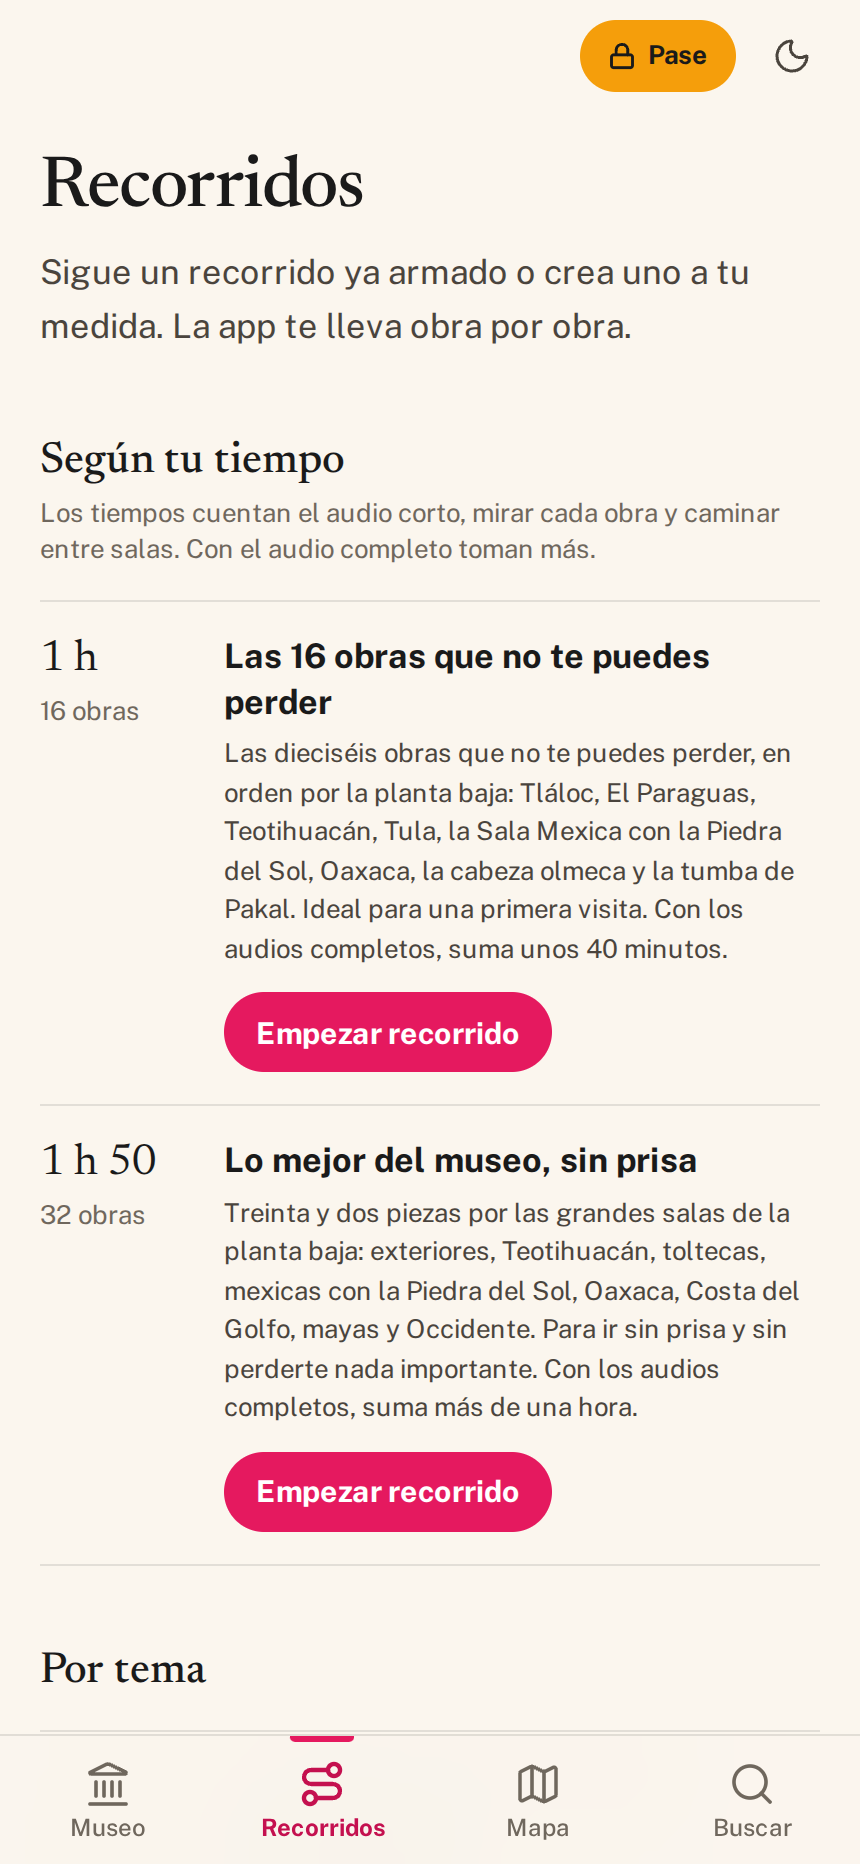 Pase
Recorridos
Sigue un recorrido ya armado o crea uno a tu
medida. La app te lleva obra por obra.
Según tu tiempo
Los tiempos cuentan el audio corto, mirar cada obra y caminar
entre salas. Con el audio completo toman más.
1 h
16 obras
Las 16 obras que no te puedes
perder
Las dieciséis obras que no te puedes perder, en
orden por la planta baja: Tláloc, El Paraguas,
Teotihuacán, Tula, la Sala Mexica con la Piedra
del Sol, Oaxaca, la cabeza olmeca y la tumba de
Pakal. Ideal para una primera visita. Con los
audios completos, suma unos 40 minutos.
Empezar recorrido
1 h 50
32 obras
Lo mejor del museo, sin prisa
Treinta y dos piezas por las grandes salas de la
planta baja: exteriores, Teotihuacán, toltecas,
mexicas con la Piedra del Sol, Oaxaca, Costa del
Golfo, mayas y Occidente. Para ir sin prisa y sin
perderte nada importante. Con los audios
completos, suma más de una hora.
Empezar recorrido
Por tema
Museo
Recorridos
Mapa
Buscar